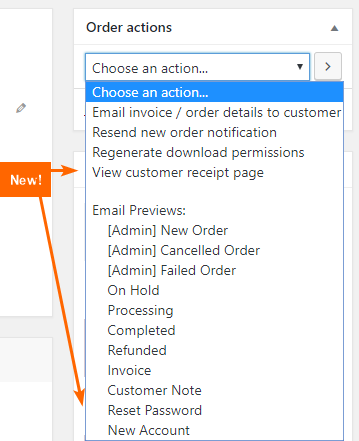 Order actions
Choose an action...
Choose an action...
Email invoice / order details to customer
Resend new order notification
Regenerate download permissions
View customer receipt page
New!
Email Previews:
[Admin] New Order
[Admin] Cancelled Order
[Admin] Failed Order
On Hold
Processing
Completed
Refunded
Invoice
Customer Note
Reset Password
New Account